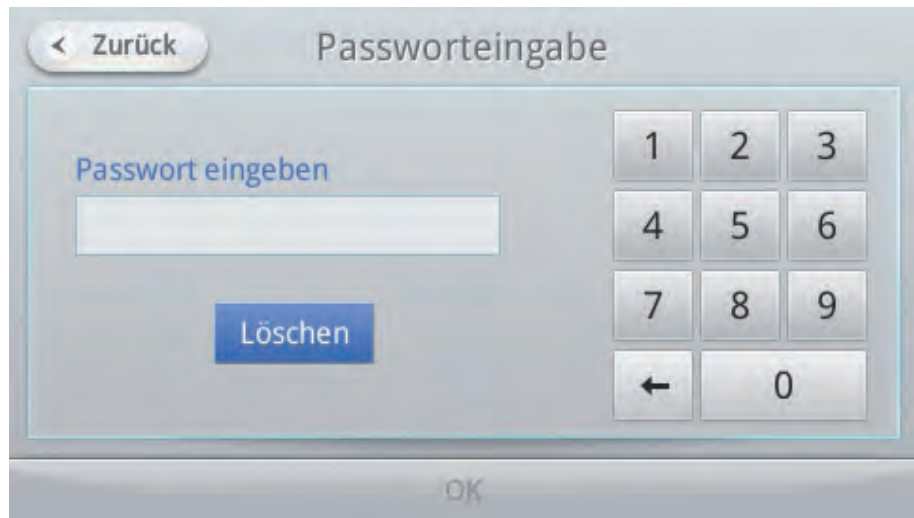 Zurück
Passworteingabe
Passwort eingeben
1 2 3
4 5 6
7 8 9
0
Löschen
OK